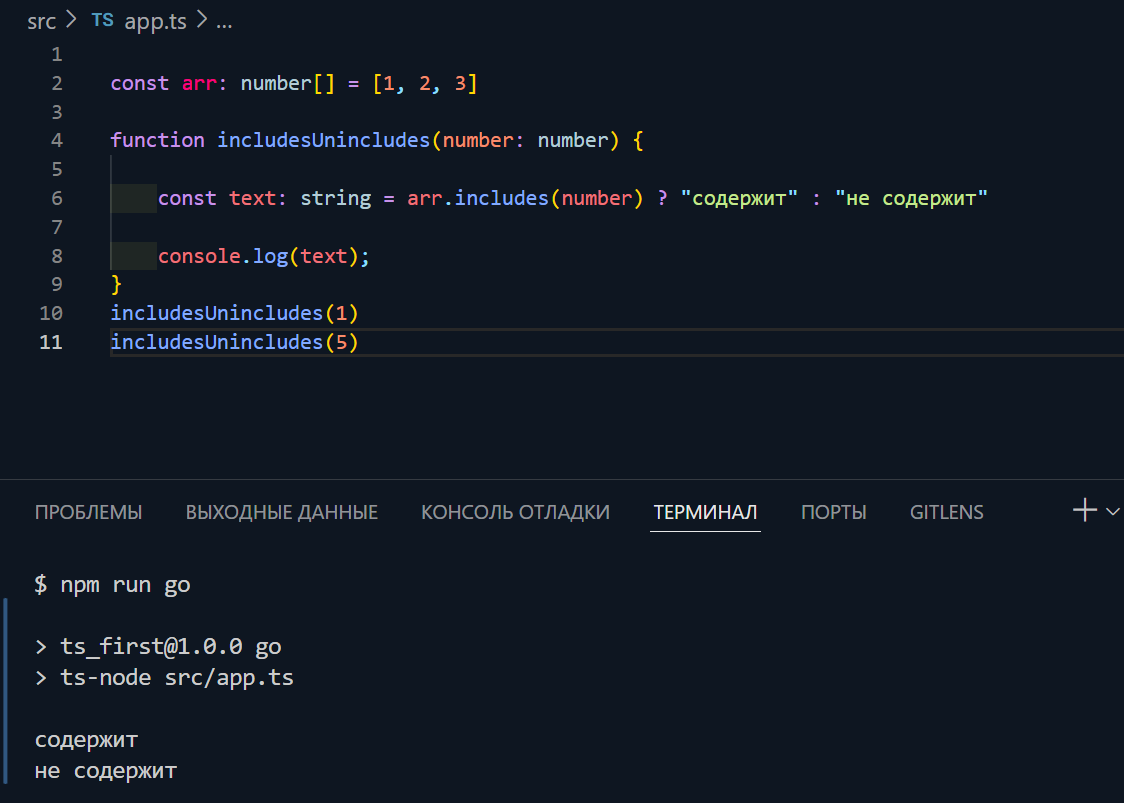 src > TS app.ts > ...
1
2 const arr: number[] = [1, 2, 3]
3
4 function includesUnincludes(number: number) {
5
6 const text: string = arr.includes(number) ? "содержит" : "не содержит"
7
8 console.log(text);
9 }
10 includesUnincludes(1)
11 includesUnincludes(5)
ПРОБЛЕМЫ ВЫХОДНЫЕ ДАННЫЕ КОНСОЛЬ ОТЛАДКИ ТЕРМИНАЛ ПОРТЫ GITLENS
$ npm run go
> ts_first@1.0.0 go
> ts-node src/app.ts
содержит
не содержит